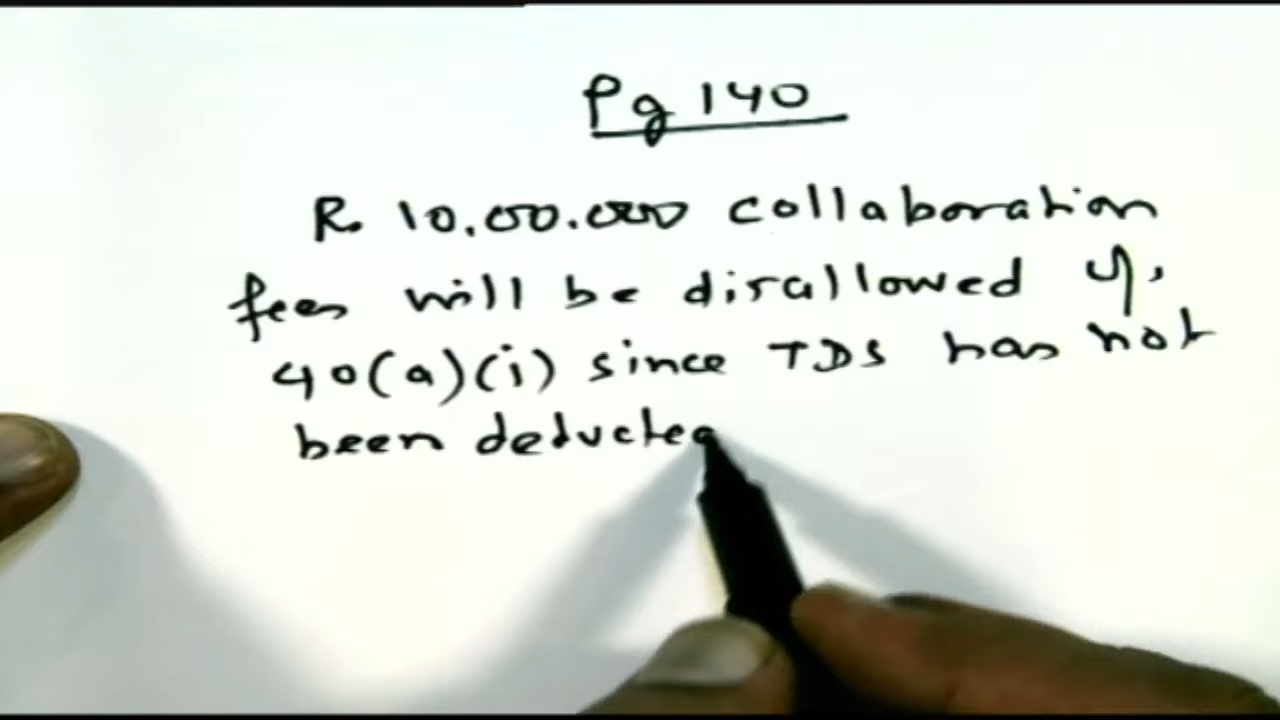 Pg 140
R. 10,00,000 collaboration
fees will be disallowed u/s
40(a)(i) since TDS has not
been deducted